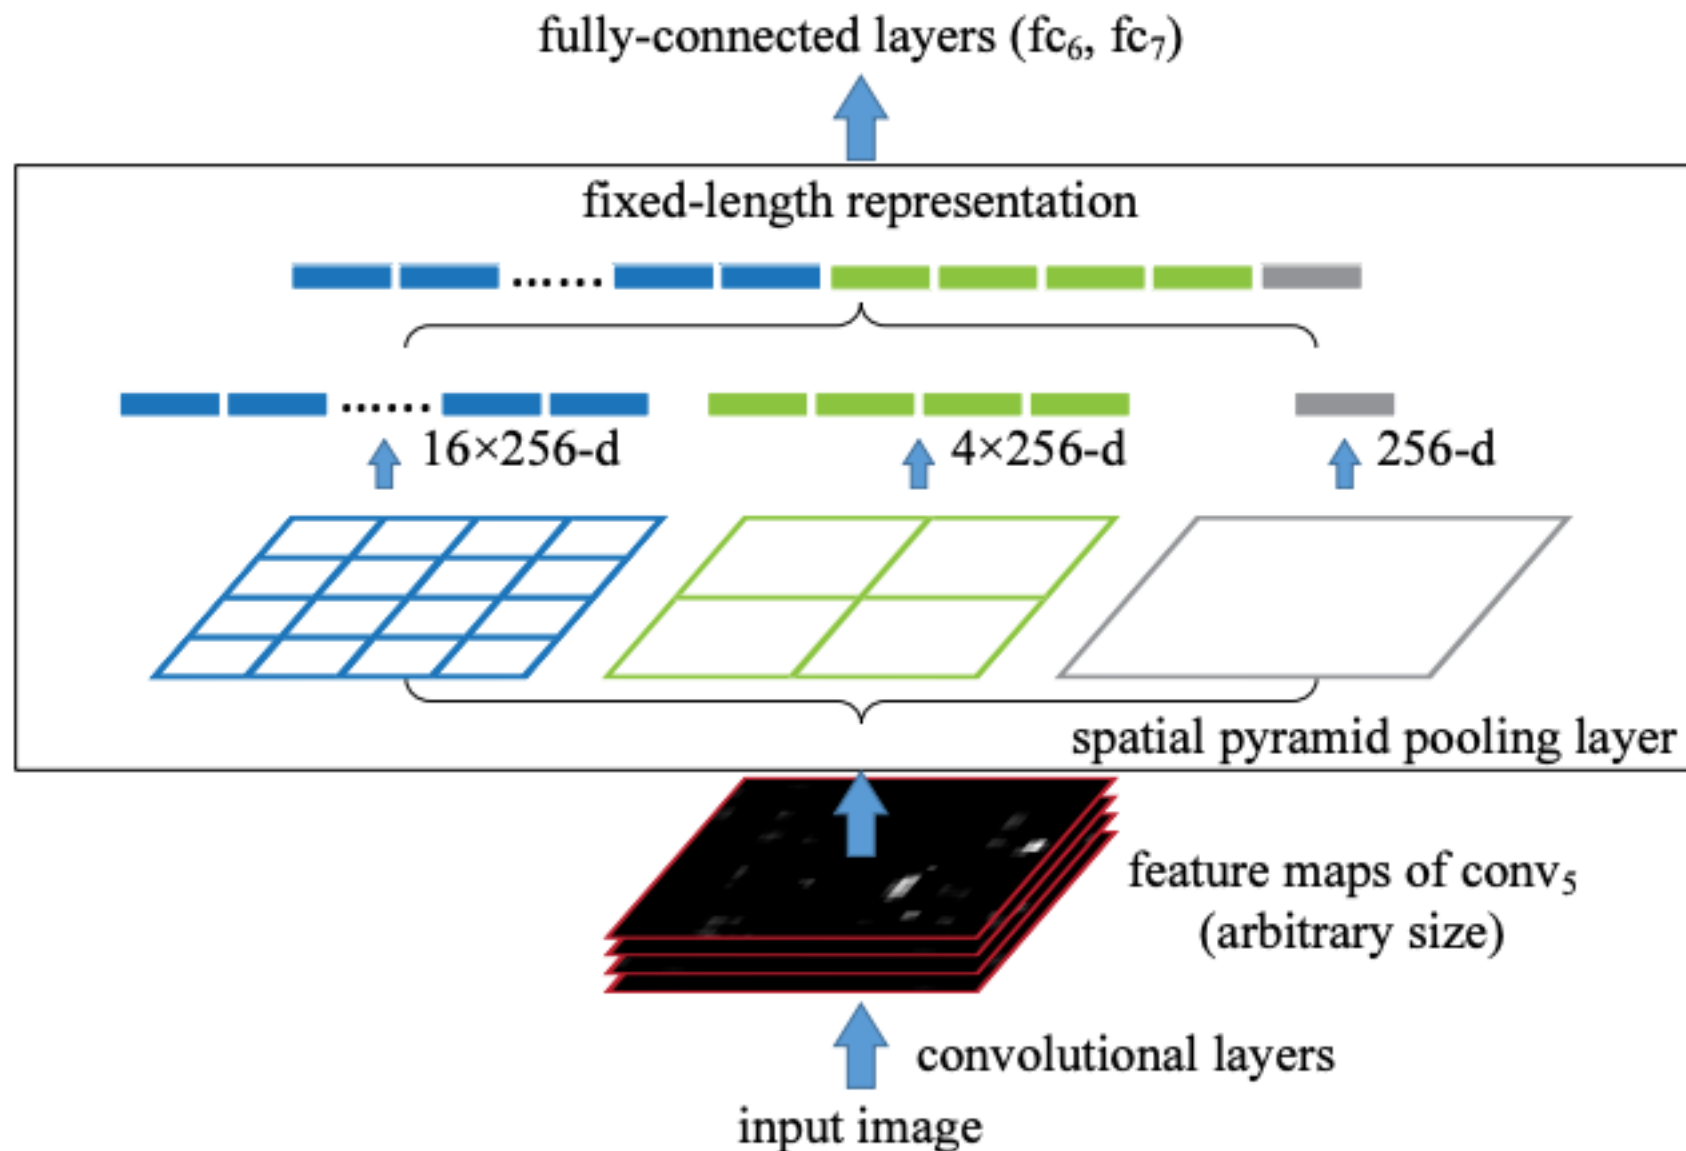 fully-connected layers (fc₆, fc₇)
fixed-length representation
16×256-d
4×256-d
256-d
spatial pyramid pooling layer
feature maps of conv₅
(arbitrary size)
convolutional layers
input image